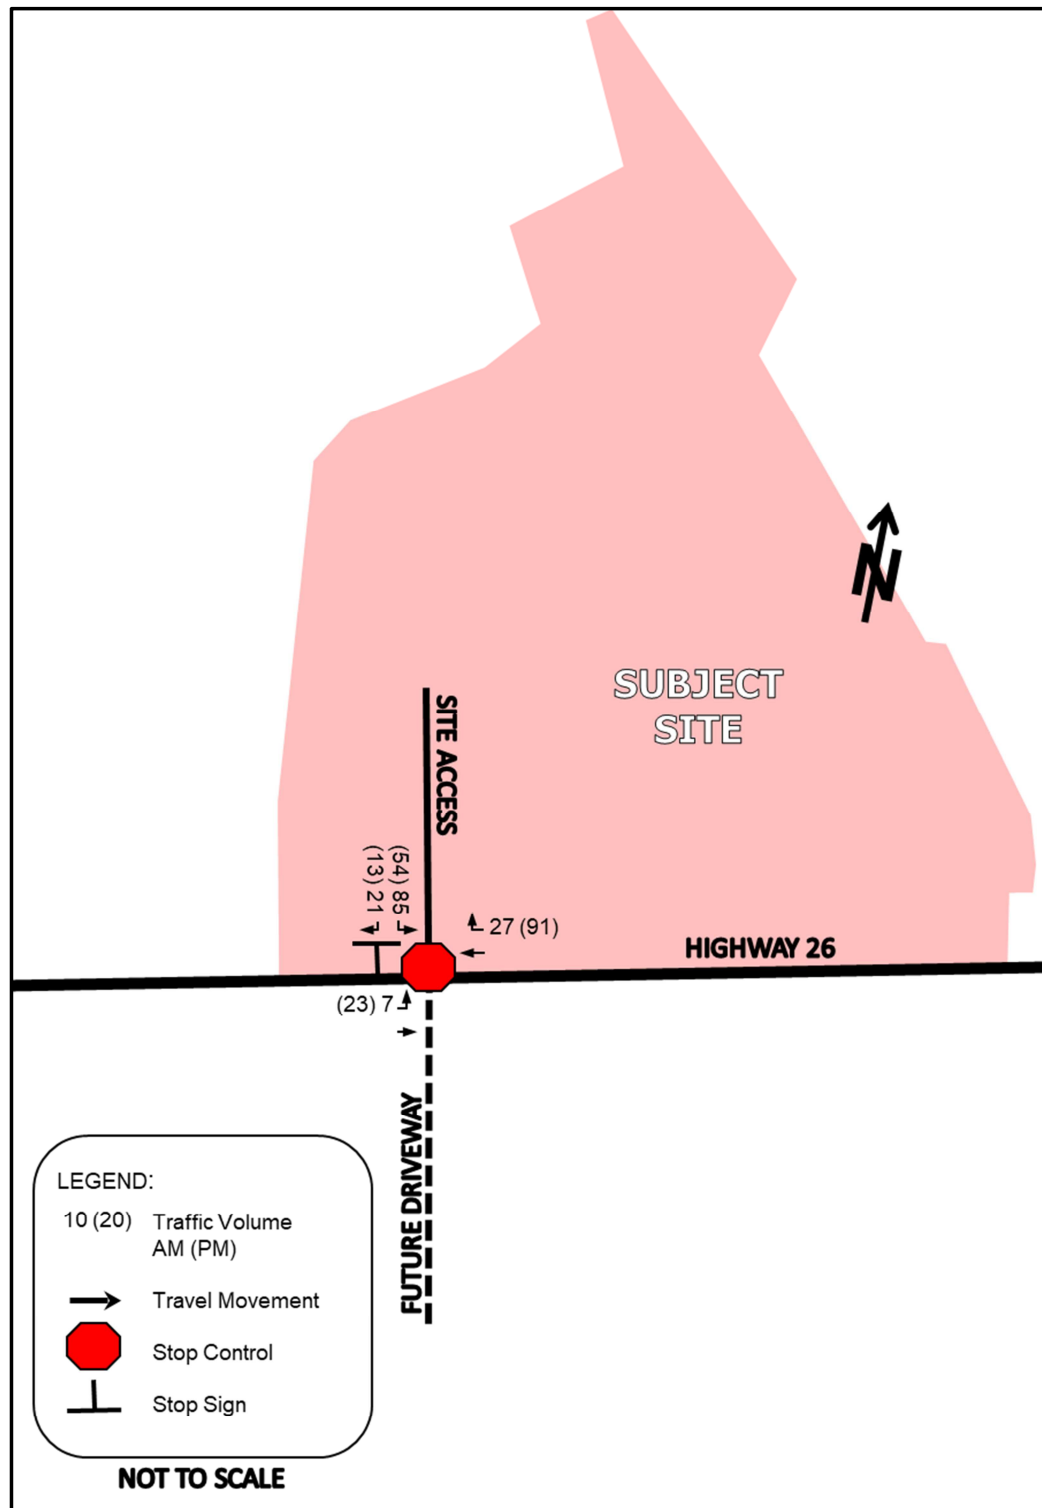 N
SUBJECT
SITE
SITE ACCESS
(54) 85
(13) 21
27 (91)
HIGHWAY 26
(23) 7
FUTURE DRIVEWAY
LEGEND:
10 (20) Traffic Volume
AM (PM)
Travel Movement
Stop Control
Stop Sign
NOT TO SCALE